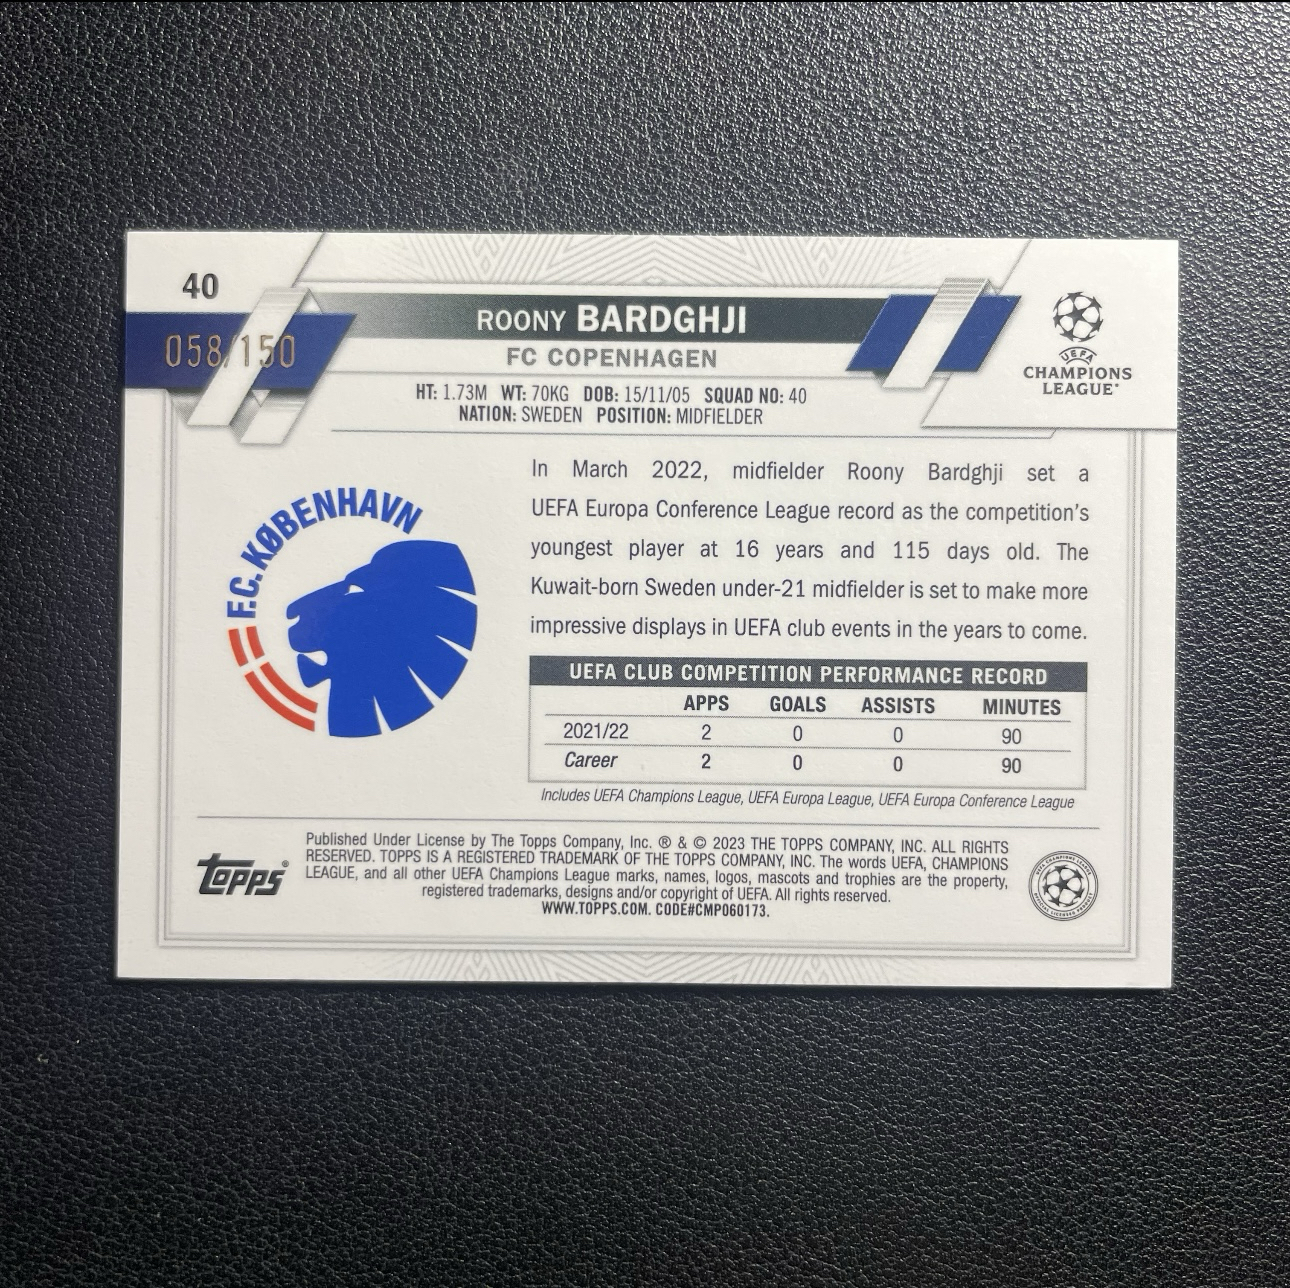 40
058/150
ROONY BARDGHJI
FC COPENHAGEN
HT: 1.73M WT: 70KG DOB: 15/11/05 SQUAD NO: 40
NATION: SWEDEN POSITION: MIDFIELDER
UEFA
CHAMPIONS
LEAGUE®
F.C. KØBENHAVN
In March 2022, midfielder Roony Bardghji set a
UEFA Europa Conference League record as the competition's
youngest player at 16 years and 115 days old. The
Kuwait-born Sweden under-21 midfielder is set to make more
impressive displays in UEFA club events in the years to come.
UEFA CLUB COMPETITION PERFORMANCE RECORD
APPS GOALS ASSISTS MINUTES
2021/22 2 0 0 90
Career 2 0 0 90
Includes UEFA Champions League, UEFA Europa League, UEFA Europa Conference League
topps®
Published Under License by The Topps Company, Inc. ® & © 2023 THE TOPPS COMPANY, INC. ALL RIGHTS
RESERVED. TOPPS IS A REGISTERED TRADEMARK OF THE TOPPS COMPANY, INC. The words UEFA, CHAMPIONS
LEAGUE, and all other UEFA Champions League marks, names, logos, mascots and trophies are the property,
registered trademarks, designs and/or copyright of UEFA. All rights reserved.
WWW.TOPPS.COM. CODE#CMP060173.